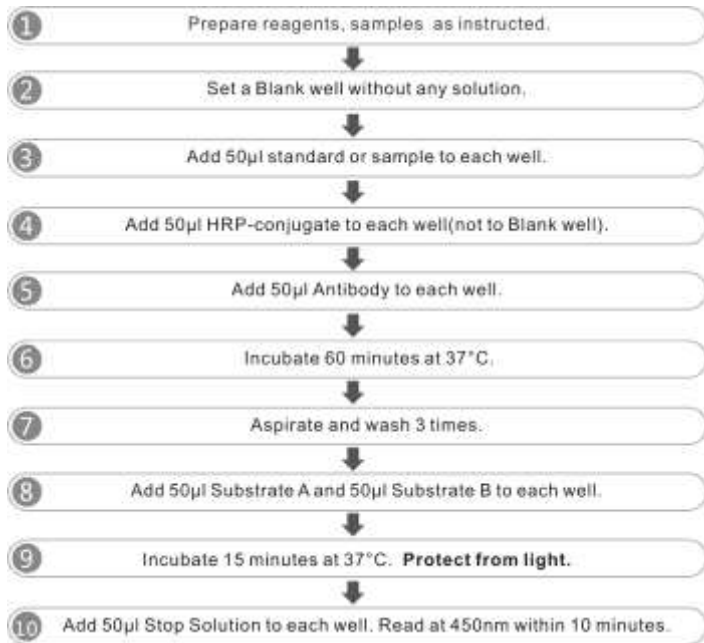 1 Prepare reagents, samples as instructed.
2 Set a Blank well without any solution.
3 Add 50μl standard or sample to each well.
4 Add 50μl HRP-conjugate to each well(not to Blank well).
5 Add 50μl Antibody to each well.
6 Incubate 60 minutes at 37°C.
7 Aspirate and wash 3 times.
8 Add 50μl Substrate A and 50μl Substrate B to each well.
9 Incubate 15 minutes at 37°C. Protect from light.
10 Add 50μl Stop Solution to each well. Read at 450nm within 10 minutes.